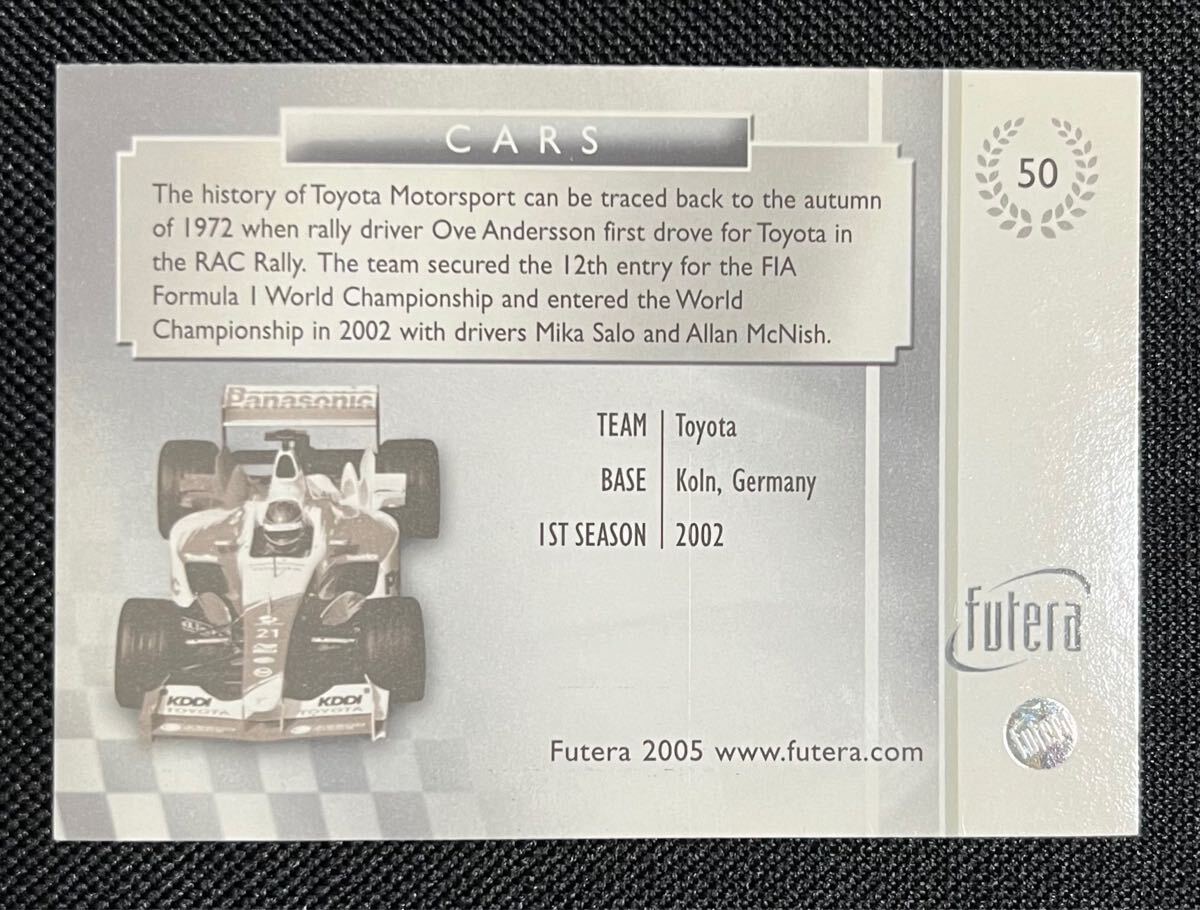 CARS
50
The history of Toyota Motorsport can be traced back to the autumn
of 1972 when rally driver Ove Andersson first drove for Toyota in
the RAC Rally. The team secured the 12th entry for the FIA
Formula 1 World Championship and entered the World
Championship in 2002 with drivers Mika Salo and Allan McNish.
Panasonic
TEAM Toyota
BASE Koln, Germany
1ST SEASON 2002
21
KDDI KDDI
TOYOTA TOYOTA
futera
Futera 2005 www.futera.com